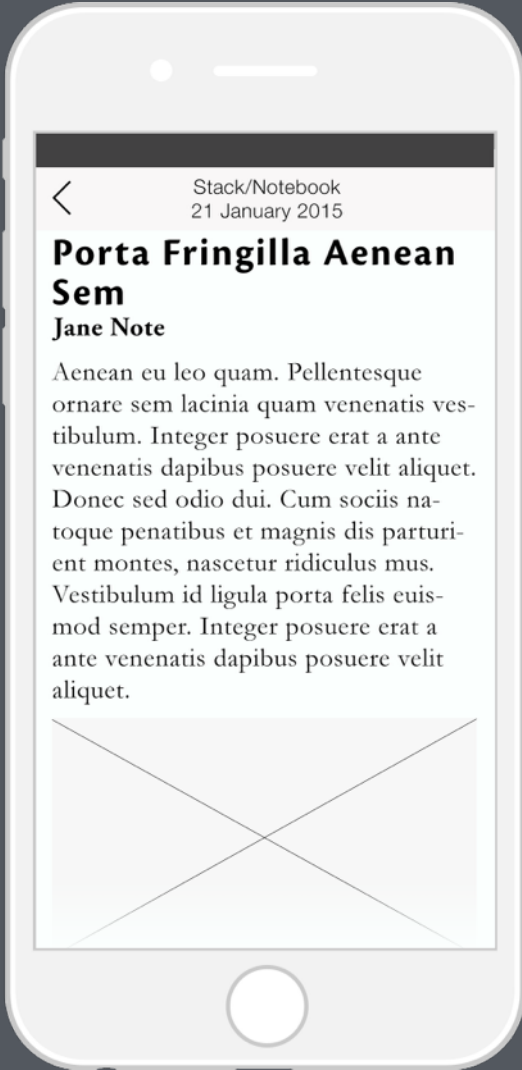 Stack/Notebook
21 January 2015
Porta Fringilla Aenean
Sem
Jane Note
Aenean eu leo quam. Pellentesque
ornare sem lacinia quam venenatis ves-
tibulum. Integer posuere erat a ante
venenatis dapibus posuere velit aliquet.
Donec sed odio dui. Cum sociis na-
toque penatibus et magnis dis parturi-
ent montes, nascetur ridiculus mus.
Vestibulum id ligula porta felis euis-
mod semper. Integer posuere erat a
ante venenatis dapibus posuere velit
aliquet.